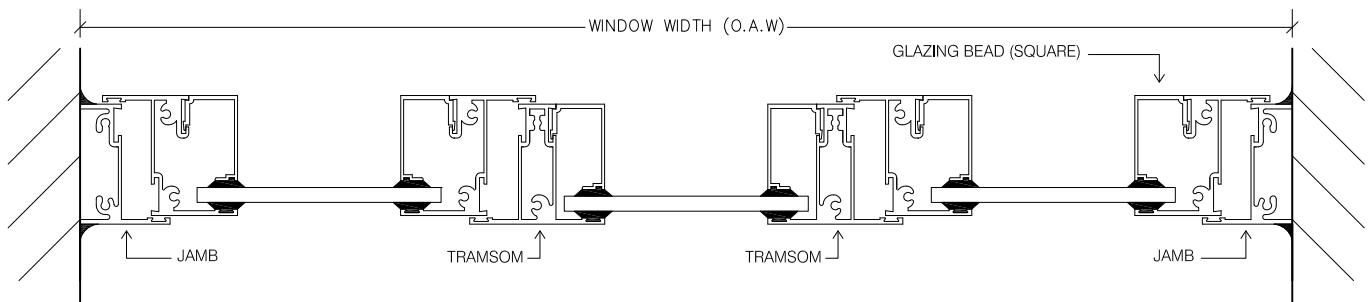 WINDOW WIDTH (O.A.W)
GLAZING BEAD (SQUARE)
JAMB
TRAMSOM
TRAMSOM
JAMB